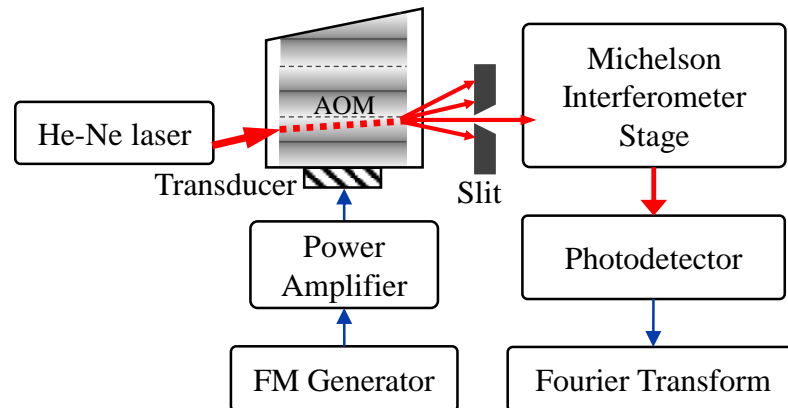 AOM
Michelson
Interferometer
Stage
He-Ne laser
Transducer
Slit
Power
Amplifier
Photodetector
FM Generator
Fourier Transform